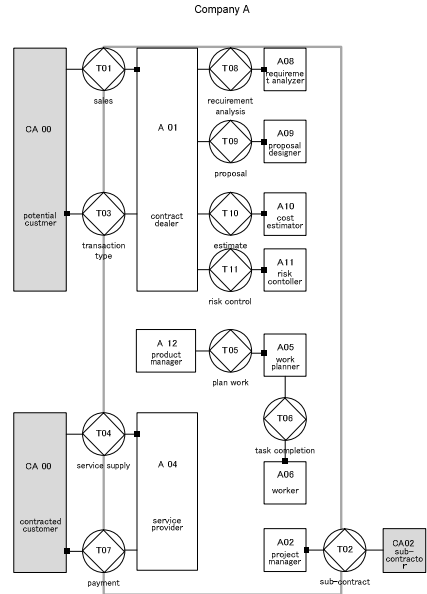 Company A
CA 00
potential
custmer
T01
sales
T03
transaction
type
A 01
contract
dealer
T08
recuirement
analysis
A08
requireme
t analyzer
T09
proposal
A09
proposal
designer
T10
estimate
A10
cost
estimator
T11
risk control
A11
risk
contoller
A 12
product
manager
T05
plan work
A05
work
planner
T06
task completion
A06
worker
CA 00
contracted
customer
T04
service supply
T07
payment
A 04
service
provider
A02
project
manager
T02
sub-contract
CA02
sub-
contracto
r